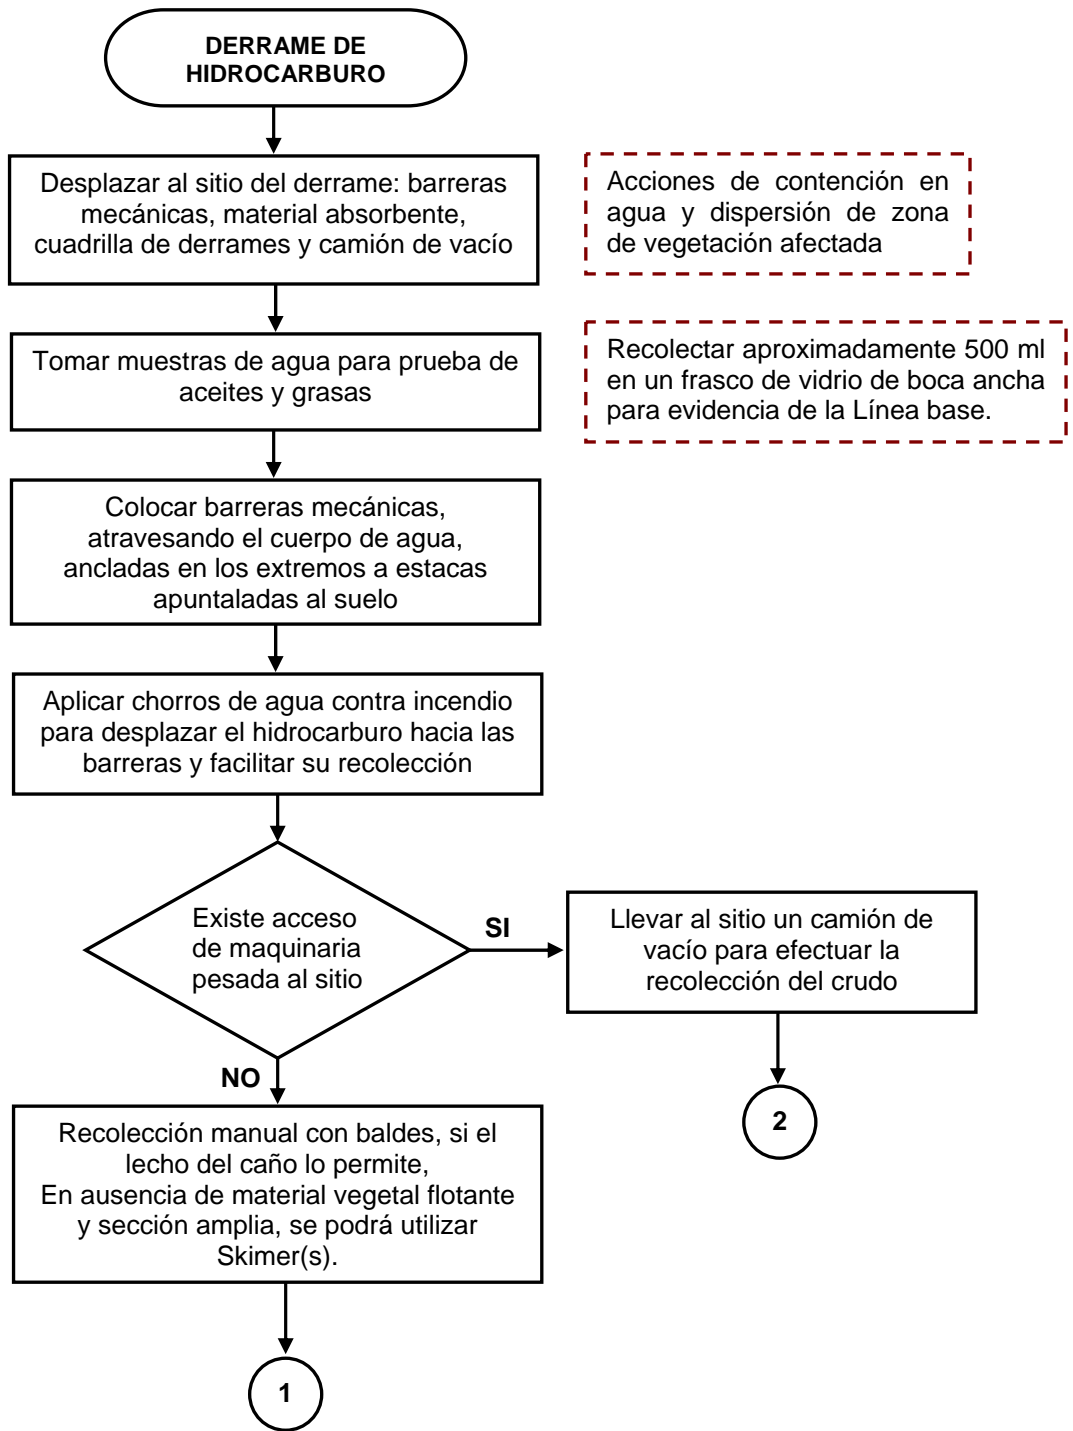 DERRAME DE
HIDROCARBURO
Desplazar al sitio del derrame: barreras
mecánicas, material absorbente,
cuadrilla de derrames y camión de vacío
Acciones de contención en
agua y dispersión de zona
de vegetación afectada
Tomar muestras de agua para prueba de
aceites y grasas
Recolectar aproximadamente 500 ml
en un frasco de vidrio de boca ancha
para evidencia de la Línea base.
Colocar barreras mecánicas,
atravesando el cuerpo de agua,
ancladas en los extremos a estacas
apuntaladas al suelo
Aplicar chorros de agua contra incendio
para desplazar el hidrocarburo hacia las
barreras y facilitar su recolección
Existe acceso
de maquinaria
pesada al sitio
SI
Llevar al sitio un camión de
vacío para efectuar la
recolección del crudo
NO
2
Recolección manual con baldes, si el
lecho del caño lo permite,
En ausencia de material vegetal flotante
y sección amplia, se podrá utilizar
Skimer(s).
1